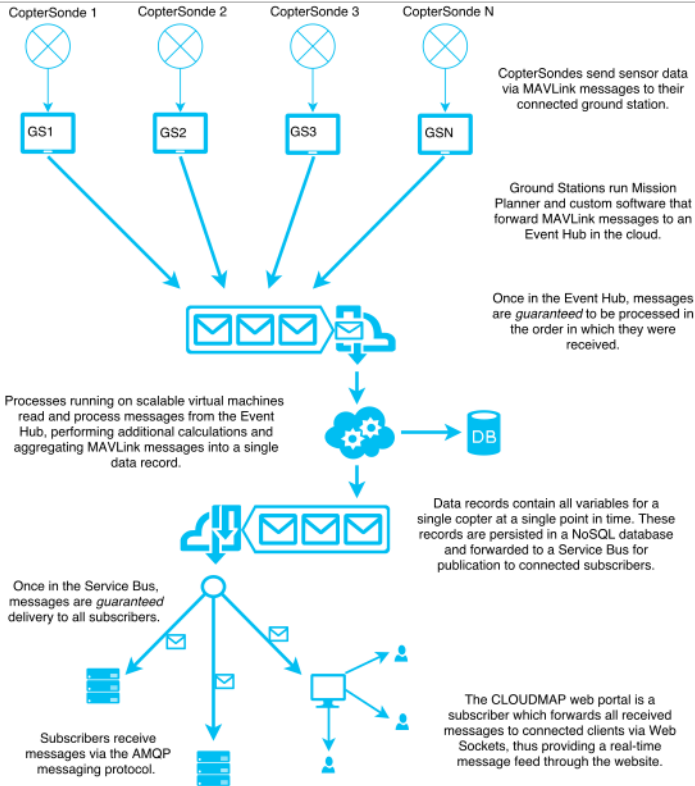 CopterSonde 1
CopterSonde 2
CopterSonde 3
CopterSonde N
CopterSondes send sensor data
via MAVLink messages to their
connected ground station.
GS1
GS2
GS3
GSN
Ground Stations run Mission
Planner and custom software that
forward MAVLink messages to an
Event Hub in the cloud.
Once in the Event Hub, messages
are guaranteed to be processed in
the order in which they were
received.
Processes running on scalable virtual machines
read and process messages from the Event
Hub, performing additional calculations and
aggregating MAVLink messages into a single
data record.
DB
Data records contain all variables for a
single copter at a single point in time. These
records are persisted in a NoSQL database
and forwarded to a Service Bus for
publication to connected subscribers.
Once in the Service Bus,
messages are guaranteed
delivery to all subscribers.
Subscribers receive
messages via the AMQP
messaging protocol.
The CLOUDMAP web portal is a
subscriber which forwards all received
messages to connected clients via Web
Sockets, thus providing a real-time
message feed through the website.